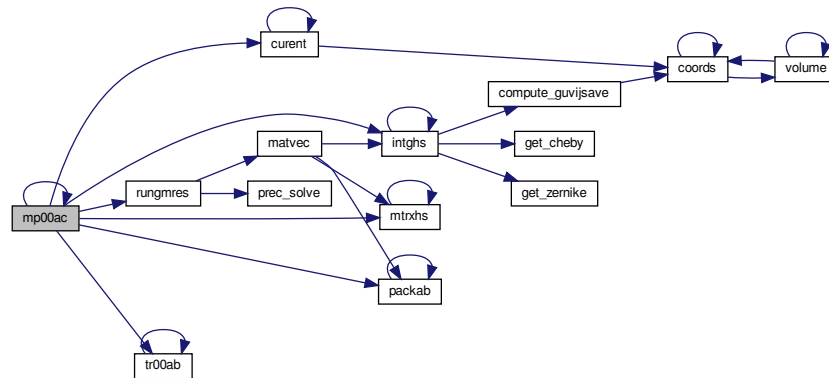 curent
coords
volume
compute_guvijsave
matvec
intghs
get_cheby
rungmres
prec_solve
get_zernike
mp00ac
mtrxhs
packab
tr00ab